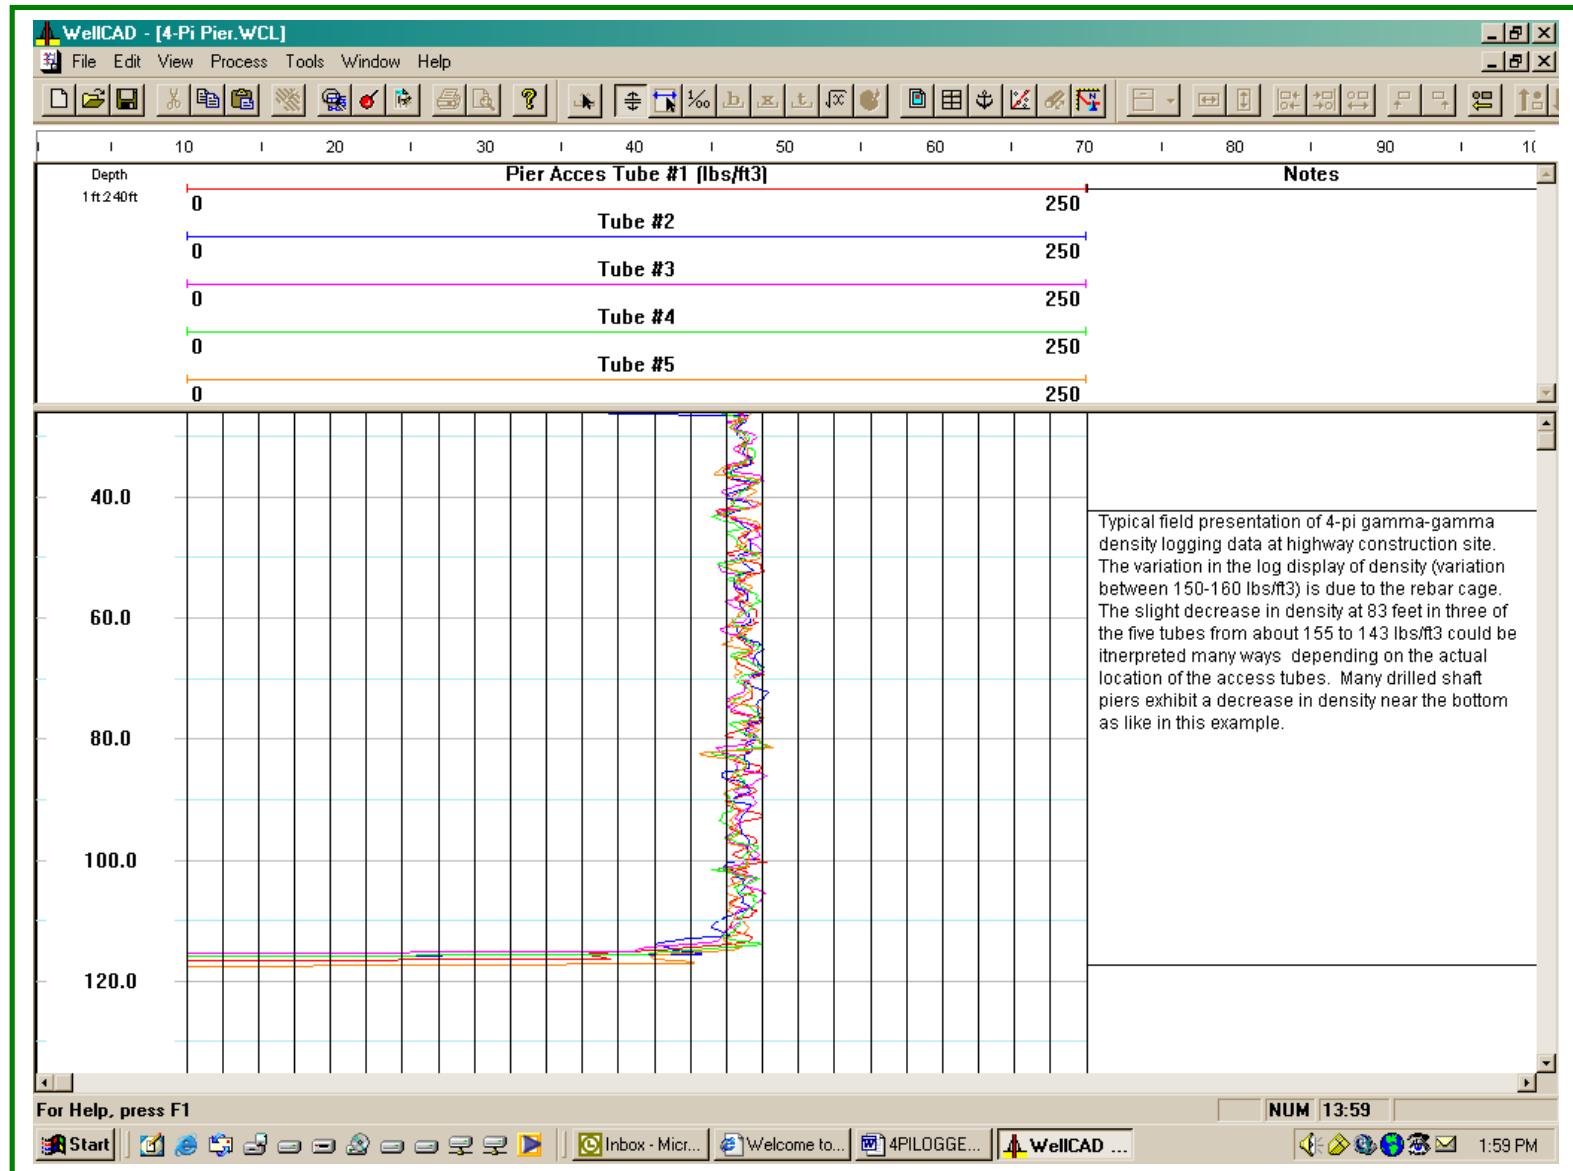 WellCAD - [4-Pi Pier.WCL]
File Edit View Process Tools Window Help
10 20 30 40 50 60 70 80 90 10
Depth
1ft:240ft
Pier Acces Tube #1 (lbs/ft3)
0 250
Tube #2
0 250
Tube #3
0 250
Tube #4
0 250
Tube #5
0 250
Notes
40.0
60.0
80.0
100.0
120.0
Typical field presentation of 4-pi gamma-gamma
density logging data at highway construction site.
The variation in the log display of density (variation
between 150-160 lbs/ft3) is due to the rebar cage.
The slight decrease in density at 83 feet in three of
the five tubes from about 155 to 143 lbs/ft3 could be
itnerpreted many ways depending on the actual
location of the access tubes. Many drilled shaft
piers exhibit a decrease in density near the bottom
as like in this example.
For Help, press F1
NUM 13:59
Start
Inbox - Micr...
Welcome to...
4PILOGGE...
WellCAD ...
1:59 PM